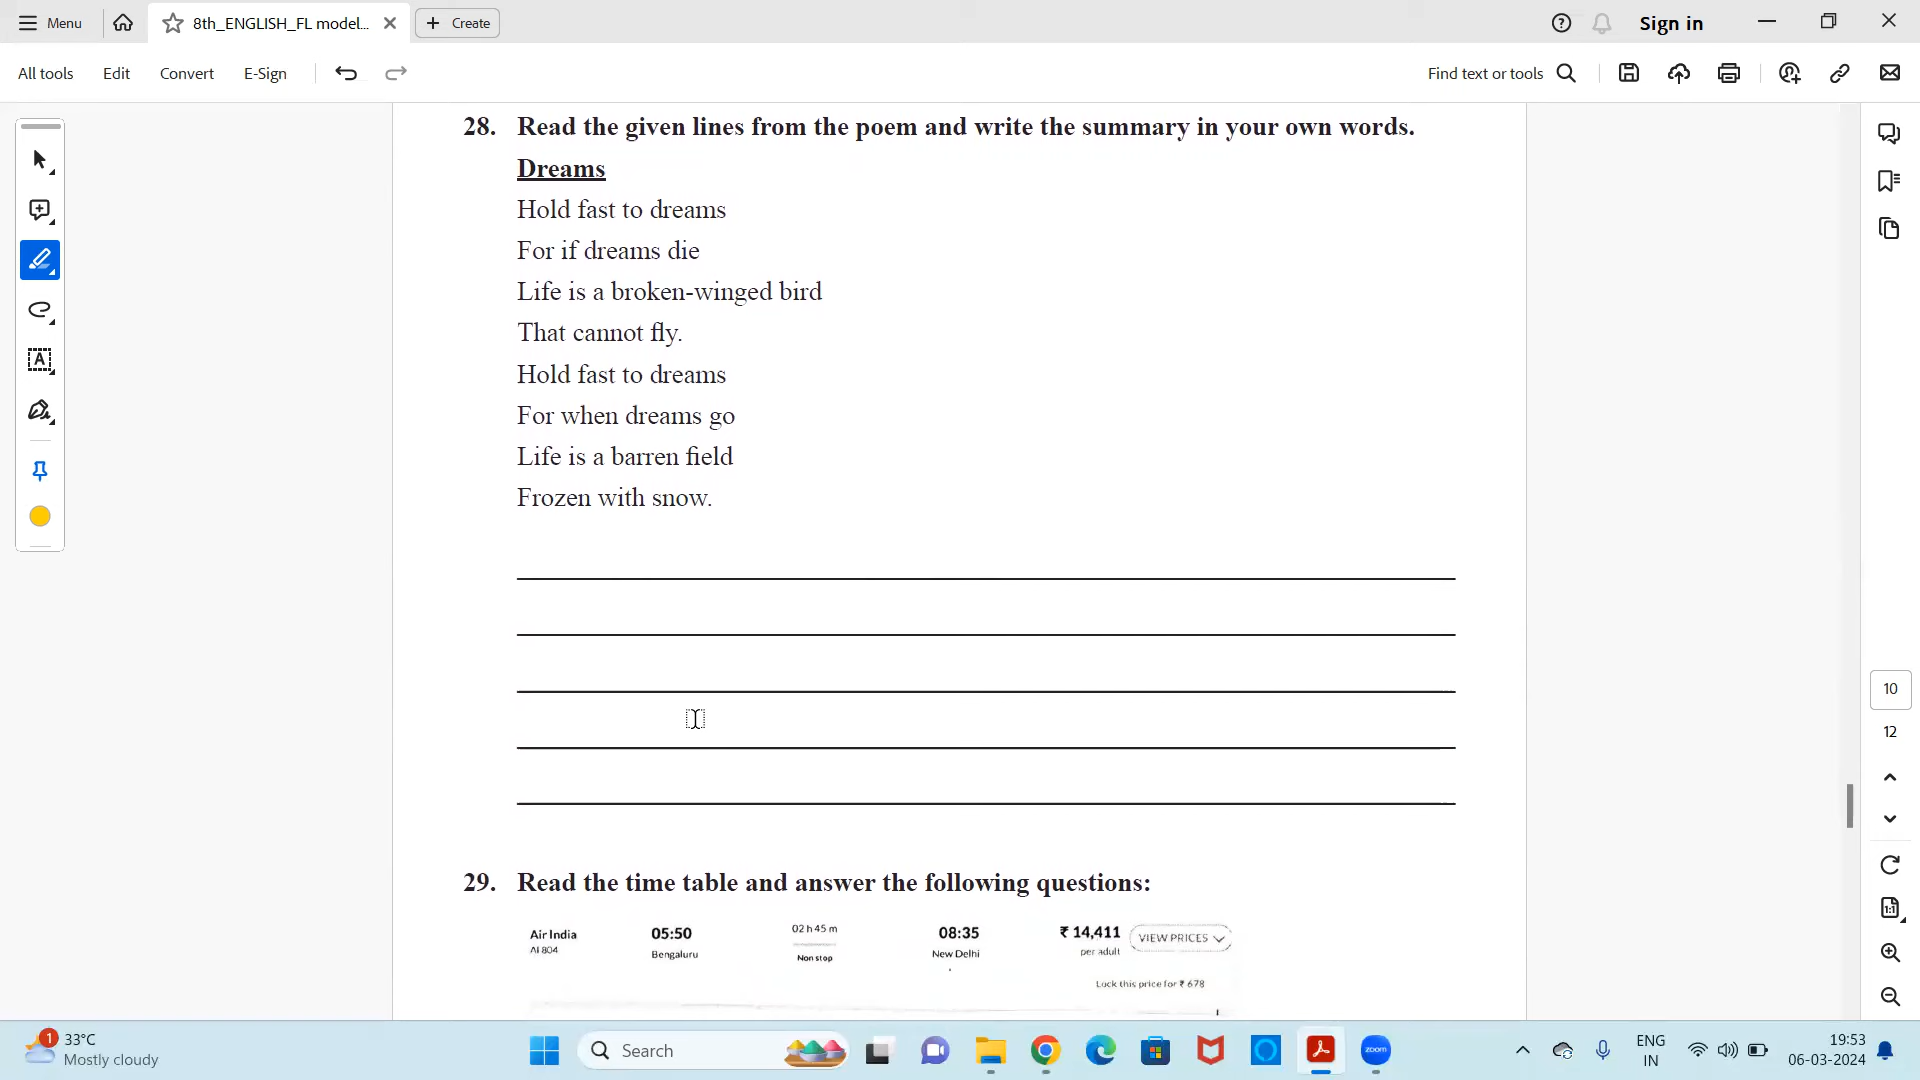 Menu
8th_ENGLISH_FL model...
Create
Sign in
All tools
Edit
Convert
E-Sign
Find text or tools
28. Read the given lines from the poem and write the summary in your own words.
Dreams
Hold fast to dreams
For if dreams die
Life is a broken-winged bird
That cannot fly.
Hold fast to dreams
For when dreams go
Life is a barren field
Frozen with snow.
29. Read the time table and answer the following questions:
Air India 05:50 02 h 45 m 08:35 ₹ 14,411 VIEW PRICES
AI 804 Bengaluru Non stop New Delhi per adult
Lock this price for ₹ 678
10
12
1:1
1
33°C
Mostly cloudy
Search
zoom
ENG
IN
19:53
06-03-2024